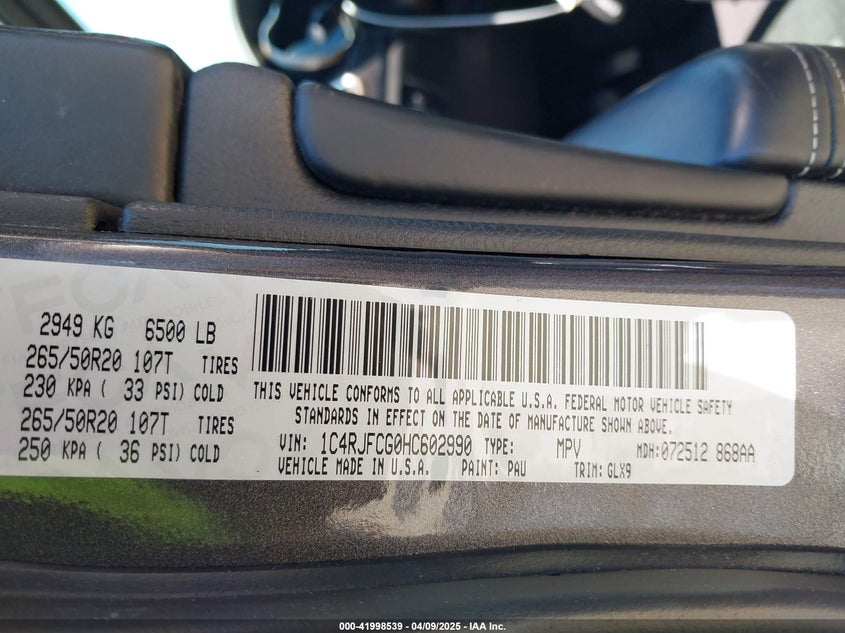 2949 KG 6500 LB
265/50R20 107T TIRES
230 KPA ( 33 PSI) COLD
265/50R20 107T TIRES
250 KPA ( 36 PSI) COLD
THIS VEHICLE CONFORMS TO ALL APPLICABLE U.S.A. FEDERAL MOTOR VEHICLE SAFETY
STANDARDS IN EFFECT ON THE DATE OF MANUFACTURE SHOWN ABOVE.
VIN: 1C4RJFCG0HC602990 TYPE: MPV MDH:072512 868AA
VEHICLE MADE IN U.S.A. PAINT: PAU TRIM: GLX9
000-41998539 | 04/09/2025 - IAA Inc.